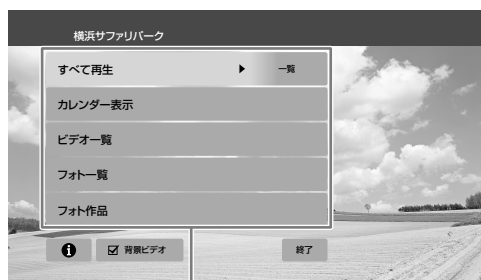 横浜サファリパーク
すべて再生 ▶ 一覧
カレンダー表示
ビデオ一覧
フォト一覧
フォト作品
i ☑ 背景ビデオ 終了